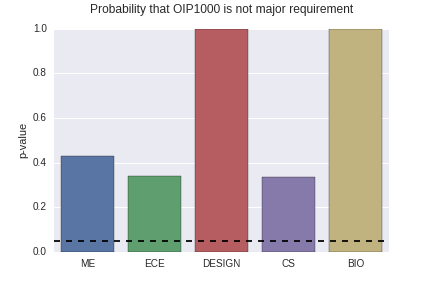 Probability that OIP1000 is not major requirement
1.0
0.8
0.6
0.4
0.2
0.0
p-value
ME ECE DESIGN CS BIO